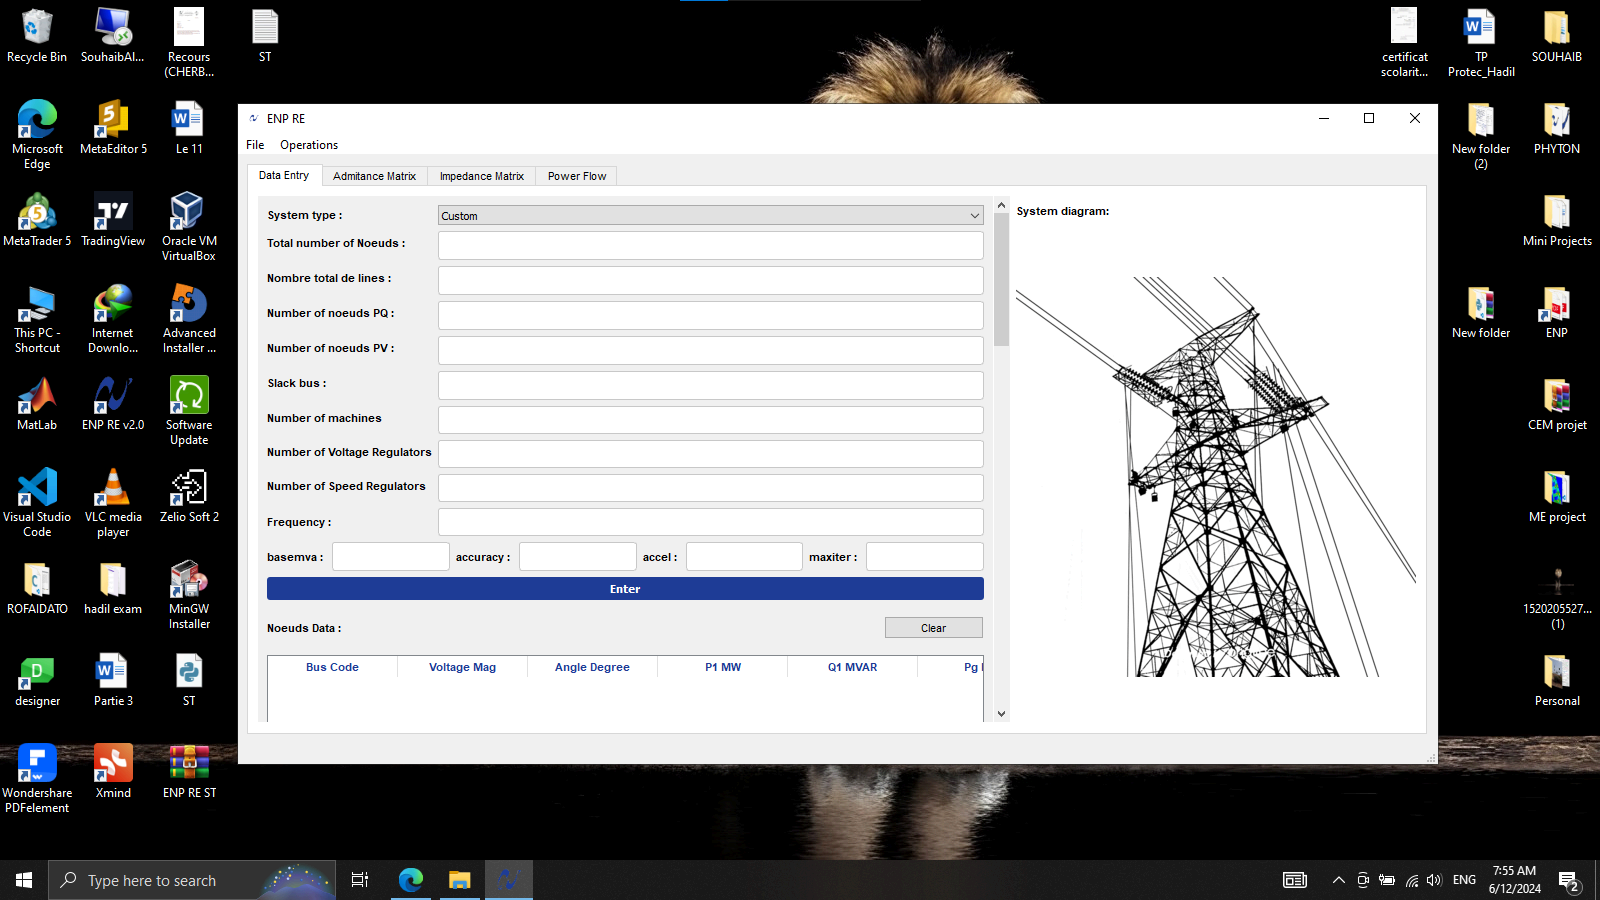 Recycle Bin
SouhaibAl...
Recours
(CHERB...
ST
certificat
scolarit...
TP
Protec_Hadil
SOUHAIB
Microsoft
Edge
MetaEditor 5
Le 11
New folder
(2)
PHYTON
MetaTrader 5
TradingView
Oracle VM
VirtualBox
Mini Projects
This PC -
Shortcut
Internet
Downlo...
Advanced
Installer ...
New folder
ENP
MatLab
ENP RE v2.0
Software
Update
CEM projet
Visual Studio
Code
VLC media
player
Zelio Soft 2
ME project
ROFAIDATO
hadil exam
MinGW
Installer
1520205527...
(1)
designer
Partie 3
ST
Personal
Wondershare
PDFelement
Xmind
ENP RE ST
ENP RE
File Operations
Data Entry Admitance Matrix Impedance Matrix Power Flow
System type : Custom
Total number of Noeuds :
Nombre total de lines :
Number of noeuds PQ :
Number of noeuds PV :
Slack bus :
Number of machines
Number of Voltage Regulators
Number of Speed Regulators
Frequency :
basemva : accuracy : accel : maxiter :
Enter
Noeuds Data : Clear
Bus Code Voltage Mag Angle Degree P1 MW Q1 MVAR Pg
System diagram:
Type here to search
ENG
7:55 AM
6/12/2024
2